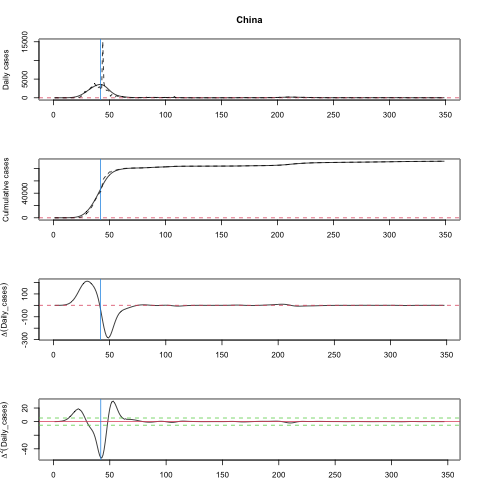 China
Daily cases
0 5000 15000
0 50 100 150 200 250 300 350
Culmulative cases
0 40000
0 50 100 150 200 250 300 350
Δ(Daily_cases)
-300 -100 100
0 50 100 150 200 250 300 350
Δ²(Daily_cases)
-40 0 20
0 50 100 150 200 250 300 350